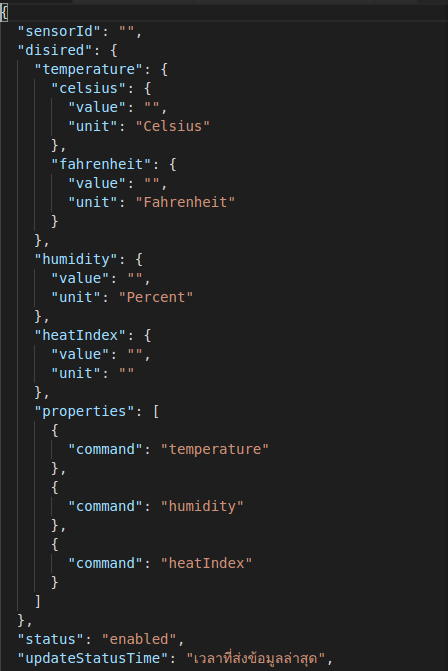 {
"sensorId": "",
"disired": {
"temperature": {
"celsius": {
"value": "",
"unit": "Celsius"
},
"fahrenheit": {
"value": "",
"unit": "Fahrenheit"
}
},
"humidity": {
"value": "",
"unit": "Percent"
},
"heatIndex": {
"value": "",
"unit": ""
},
"properties": [
{
"command": "temperature"
},
{
"command": "humidity"
},
{
"command": "heatIndex"
}
]
},
"status": "enabled",
"updateStatusTime": "เวลาที่ส่งข้อมูลล่าสุด",